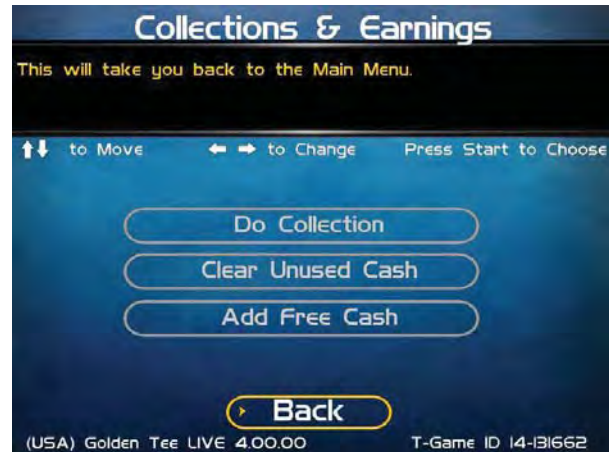 Collections & Earnings
This will take you back to the Main Menu.
to Move to Change Press Start to Choose
Do Collection
Clear Unused Cash
Add Free Cash
Back
(USA) Golden Tee LIVE 4.00.00 T-Game ID 14-131662